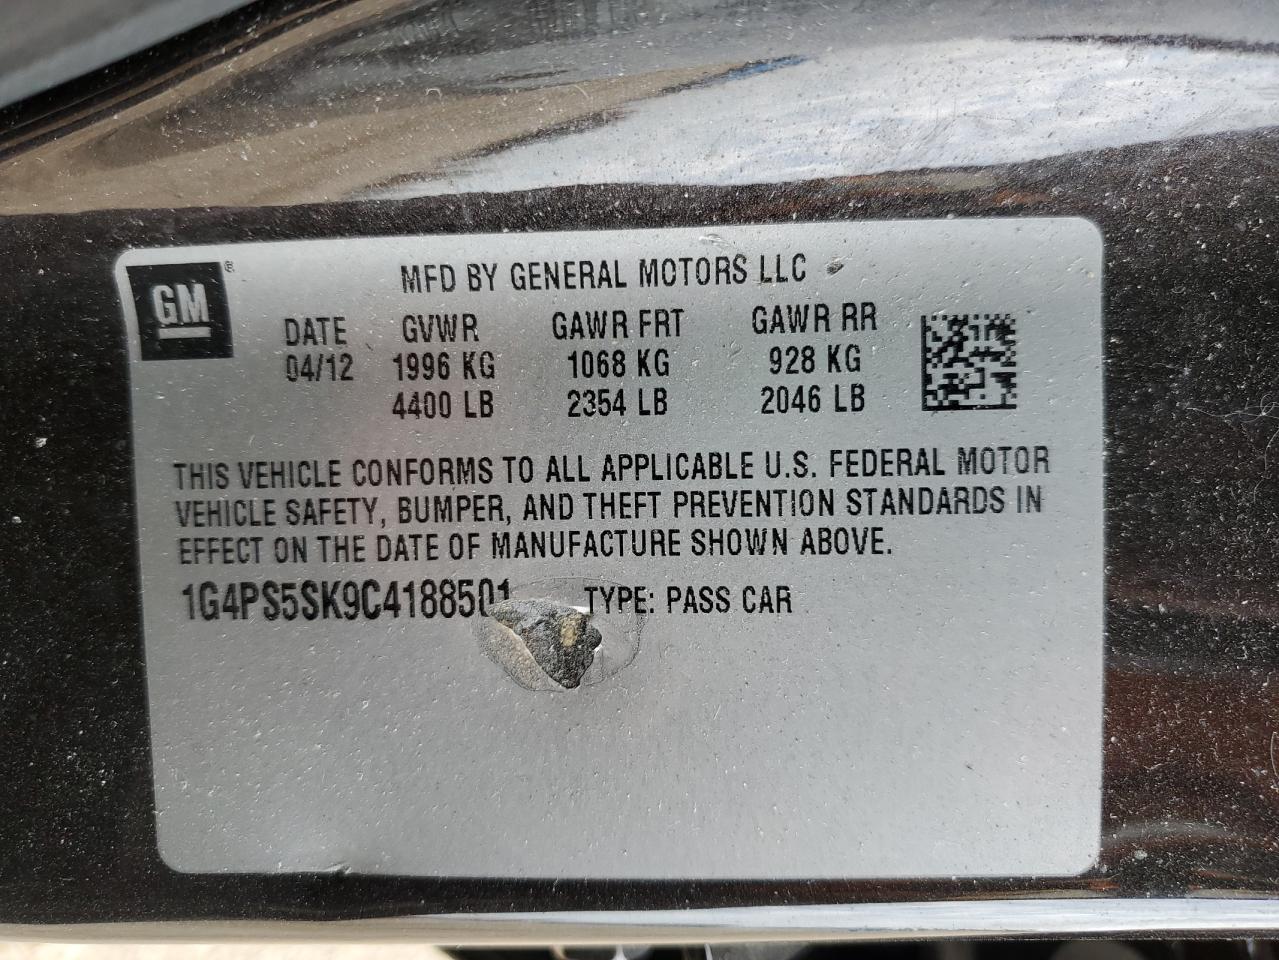 GM ®
MFD BY GENERAL MOTORS LLC
DATE GVWR GAWR FRT GAWR RR
04/12 1996 KG 1068 KG 928 KG
4400 LB 2354 LB 2046 LB
THIS VEHICLE CONFORMS TO ALL APPLICABLE U.S. FEDERAL MOTOR
VEHICLE SAFETY, BUMPER, AND THEFT PREVENTION STANDARDS IN
EFFECT ON THE DATE OF MANUFACTURE SHOWN ABOVE.
1G4PS5SK9C4188501 TYPE: PASS CAR